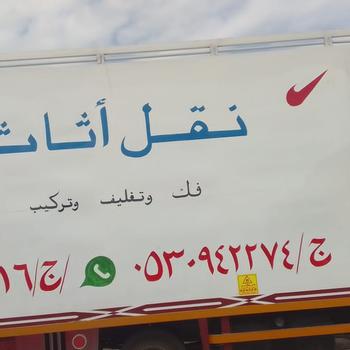 نقل أثاث
فك وتغليف وتركيب
ج/٠٥٣٠٩٤٢٢٧٤ /ج/١٦